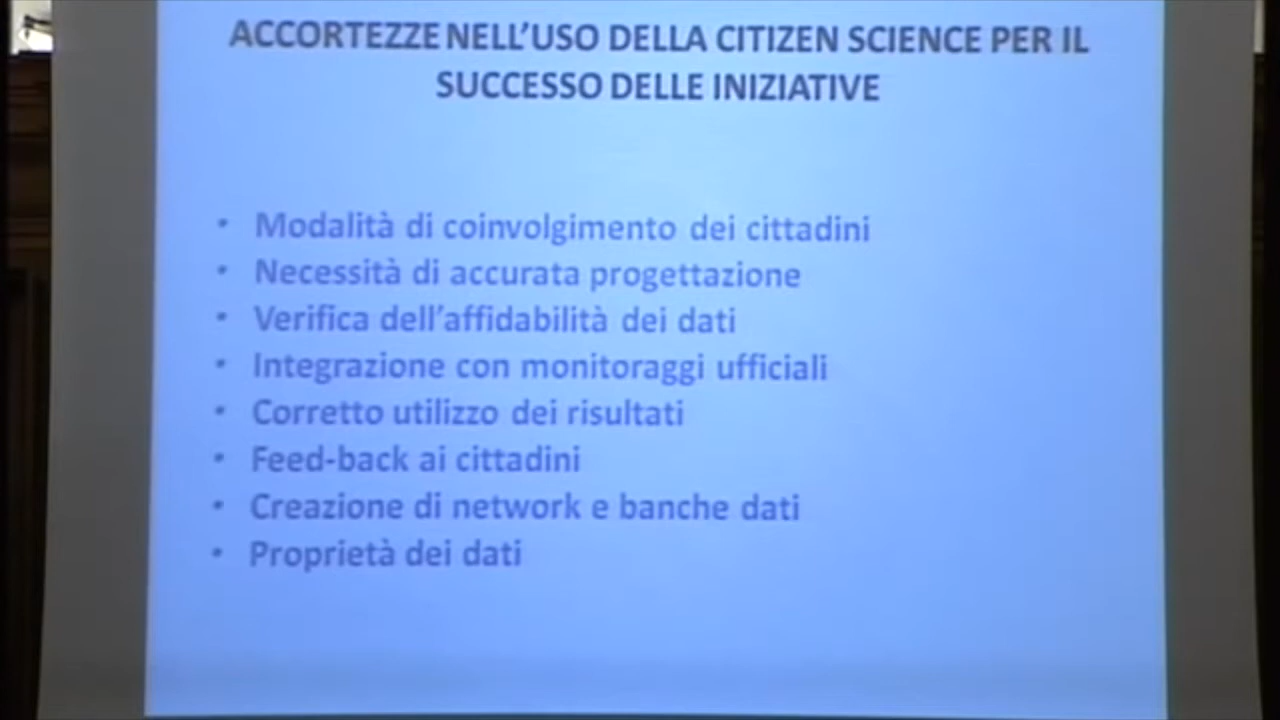 ACCORTEZZE NELL'USO DELLA CITIZEN SCIENCE PER IL
SUCCESSO DELLE INIZIATIVE
• Modalità di coinvolgimento dei cittadini
• Necessità di accurata progettazione
• Verifica dell'affidabilità dei dati
• Integrazione con monitoraggi ufficiali
• Corretto utilizzo dei risultati
• Feed-back ai cittadini
• Creazione di network e banche dati
• Proprietà dei dati